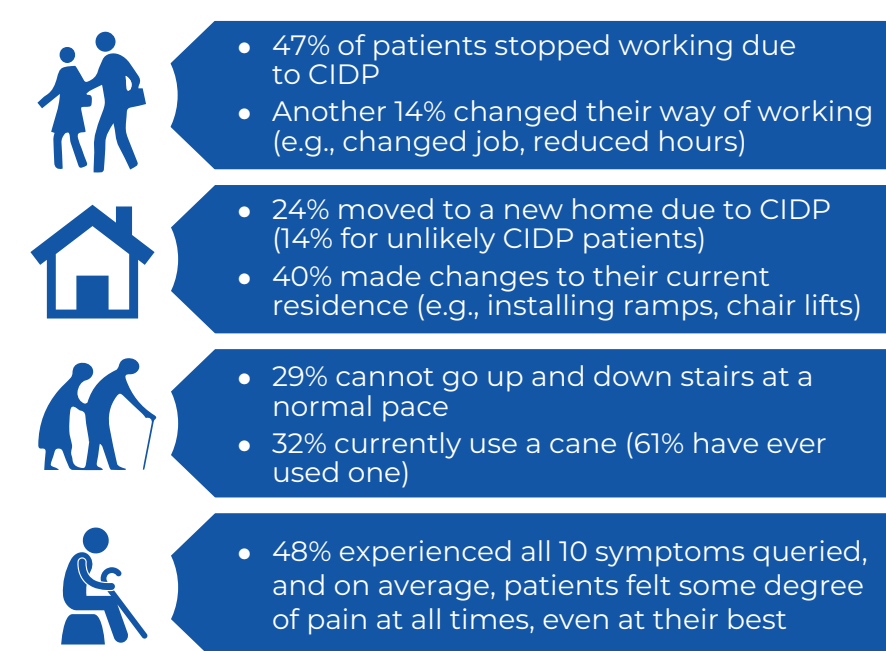 • 47% of patients stopped working due
to CIDP
• Another 14% changed their way of working
(e.g., changed job, reduced hours)
• 24% moved to a new home due to CIDP
(14% for unlikely CIDP patients)
• 40% made changes to their current
residence (e.g., installing ramps, chair lifts)
• 29% cannot go up and down stairs at a
normal pace
• 32% currently use a cane (61% have ever
used one)
• 48% experienced all 10 symptoms queried,
and on average, patients felt some degree
of pain at all times, even at their best